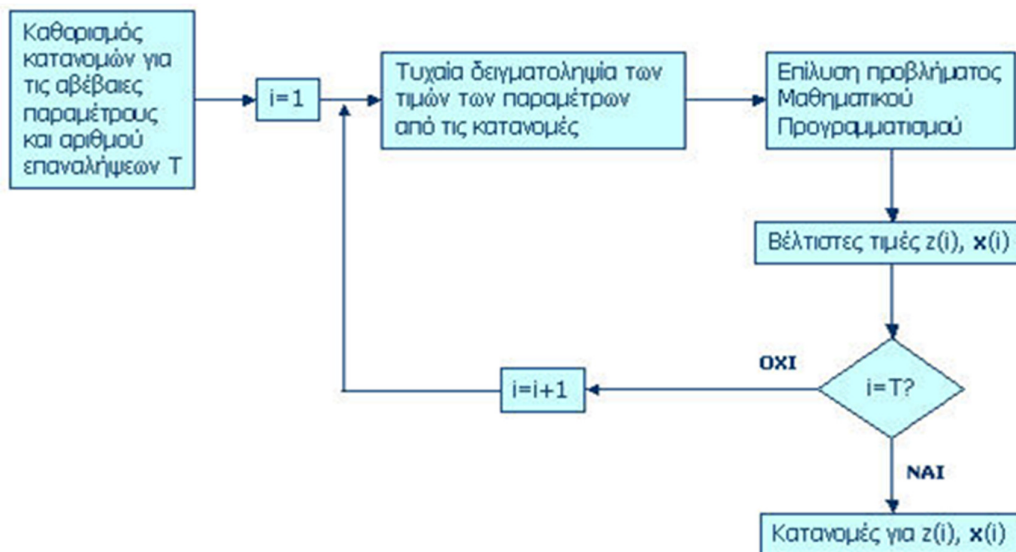 Καθορισμός
κατανομών για
τις αβέβαιες
παραμέτρους
και αριθμού
επαναλήψεων T
i=1
Τυχαία δειγματοληψία των
τιμών των παραμέτρων
από τις κατανομές
Επίλυση προβλήματος
Μαθηματικού
Προγραμματισμού
Βέλτιστες τιμές z(i), x(i)
i=T?
ΟΧΙ
i=i+1
ΝΑΙ
Κατανομές για z(i), x(i)